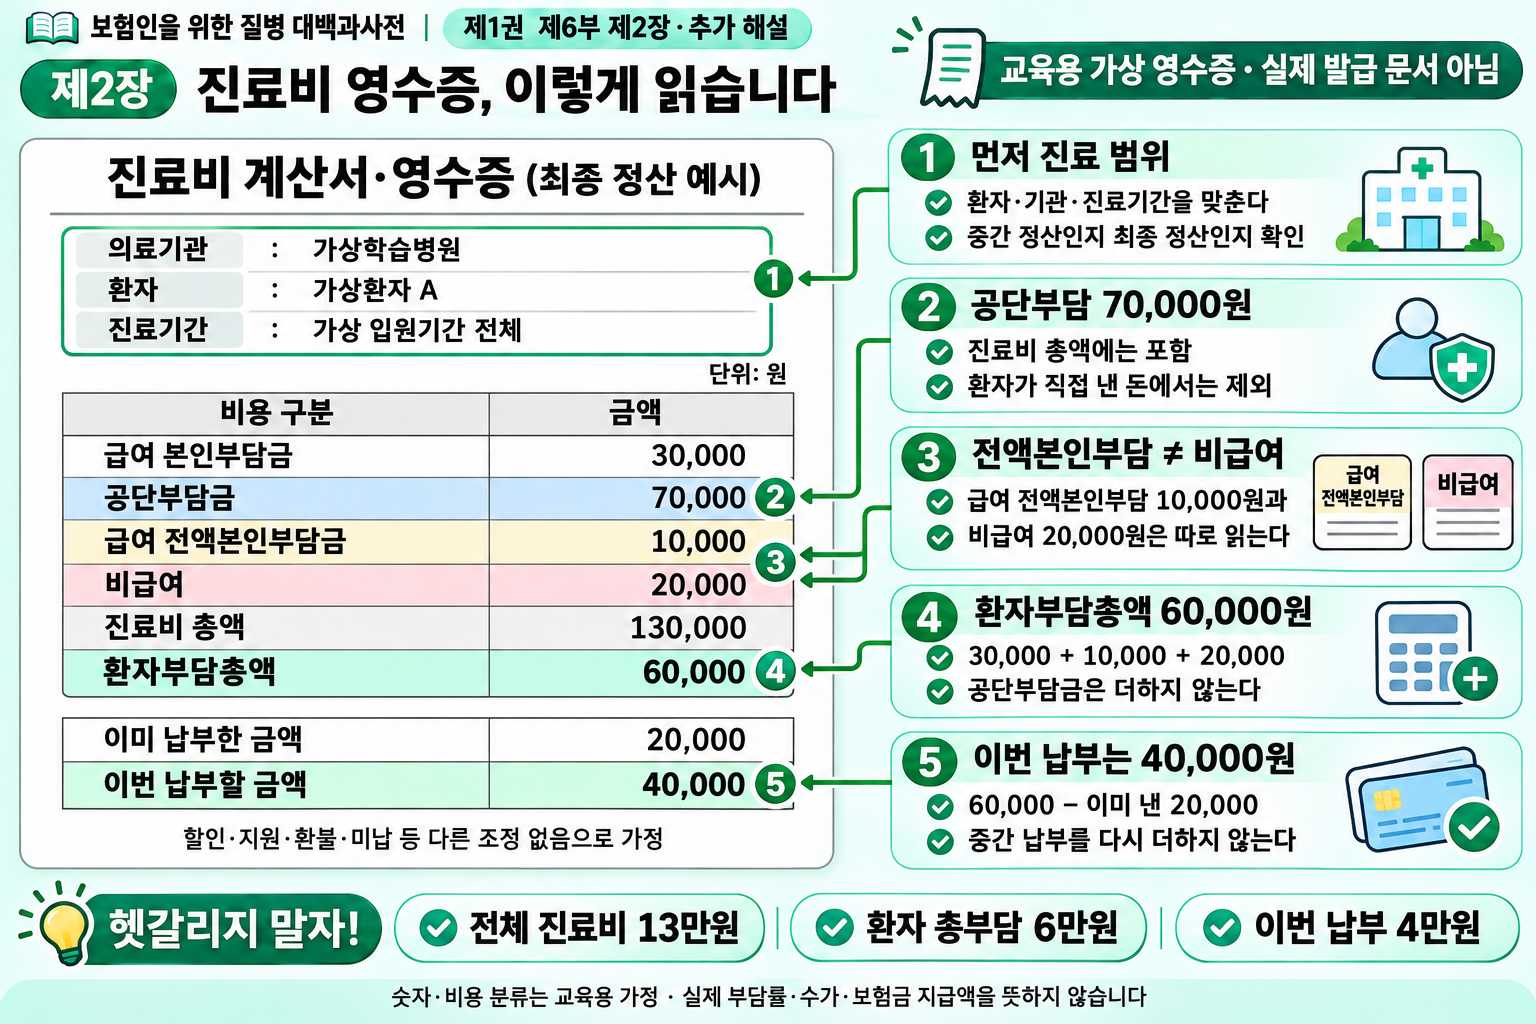 보험인을 위한 질병 대백과사전 | 제1권 제6부 제2장·추가 해설
제2장 진료비 영수증, 이렇게 읽습니다
교육용 가상 영수증·실제 발급 문서 아님
진료비 계산서·영수증 (최종 정산 예시)
의료기관 : 가상학습병원
환자 : 가상환자 A
진료기간 : 가상 입원기간 전체
1
단위: 원
비용 구분 금액
급여 본인부담금 30,000
공단부담금 70,000 2
급여 전액본인부담금 10,000
3
비급여 20,000
진료비 총액 130,000
환자부담총액 60,000 4
이미 납부한 금액 20,000
이번 납부할 금액 40,000 5
할인·지원·환불·미납 등 다른 조정 없음으로 가정
1 먼저 진료 범위
환자·기관·진료기간을 맞춘다
중간 정산인지 최종 정산인지 확인
2 공단부담 70,000원
진료비 총액에는 포함
환자가 직접 낸 돈에서는 제외
3 전액본인부담 ≠ 비급여
급여 전액본인부담 10,000원과
비급여 20,000원은 따로 읽는다
급여
전액본인부담
비급여
4 환자부담총액 60,000원
30,000 + 10,000 + 20,000
공단부담금은 더하지 않는다
5 이번 납부는 40,000원
60,000 − 이미 낸 20,000
중간 납부를 다시 더하지 않는다
헷갈리지 말자!
전체 진료비 13만원
환자 총부담 6만원
이번 납부 4만원
숫자·비용 분류는 교육용 가정 · 실제 부담률·수가·보험금 지급액을 뜻하지 않습니다